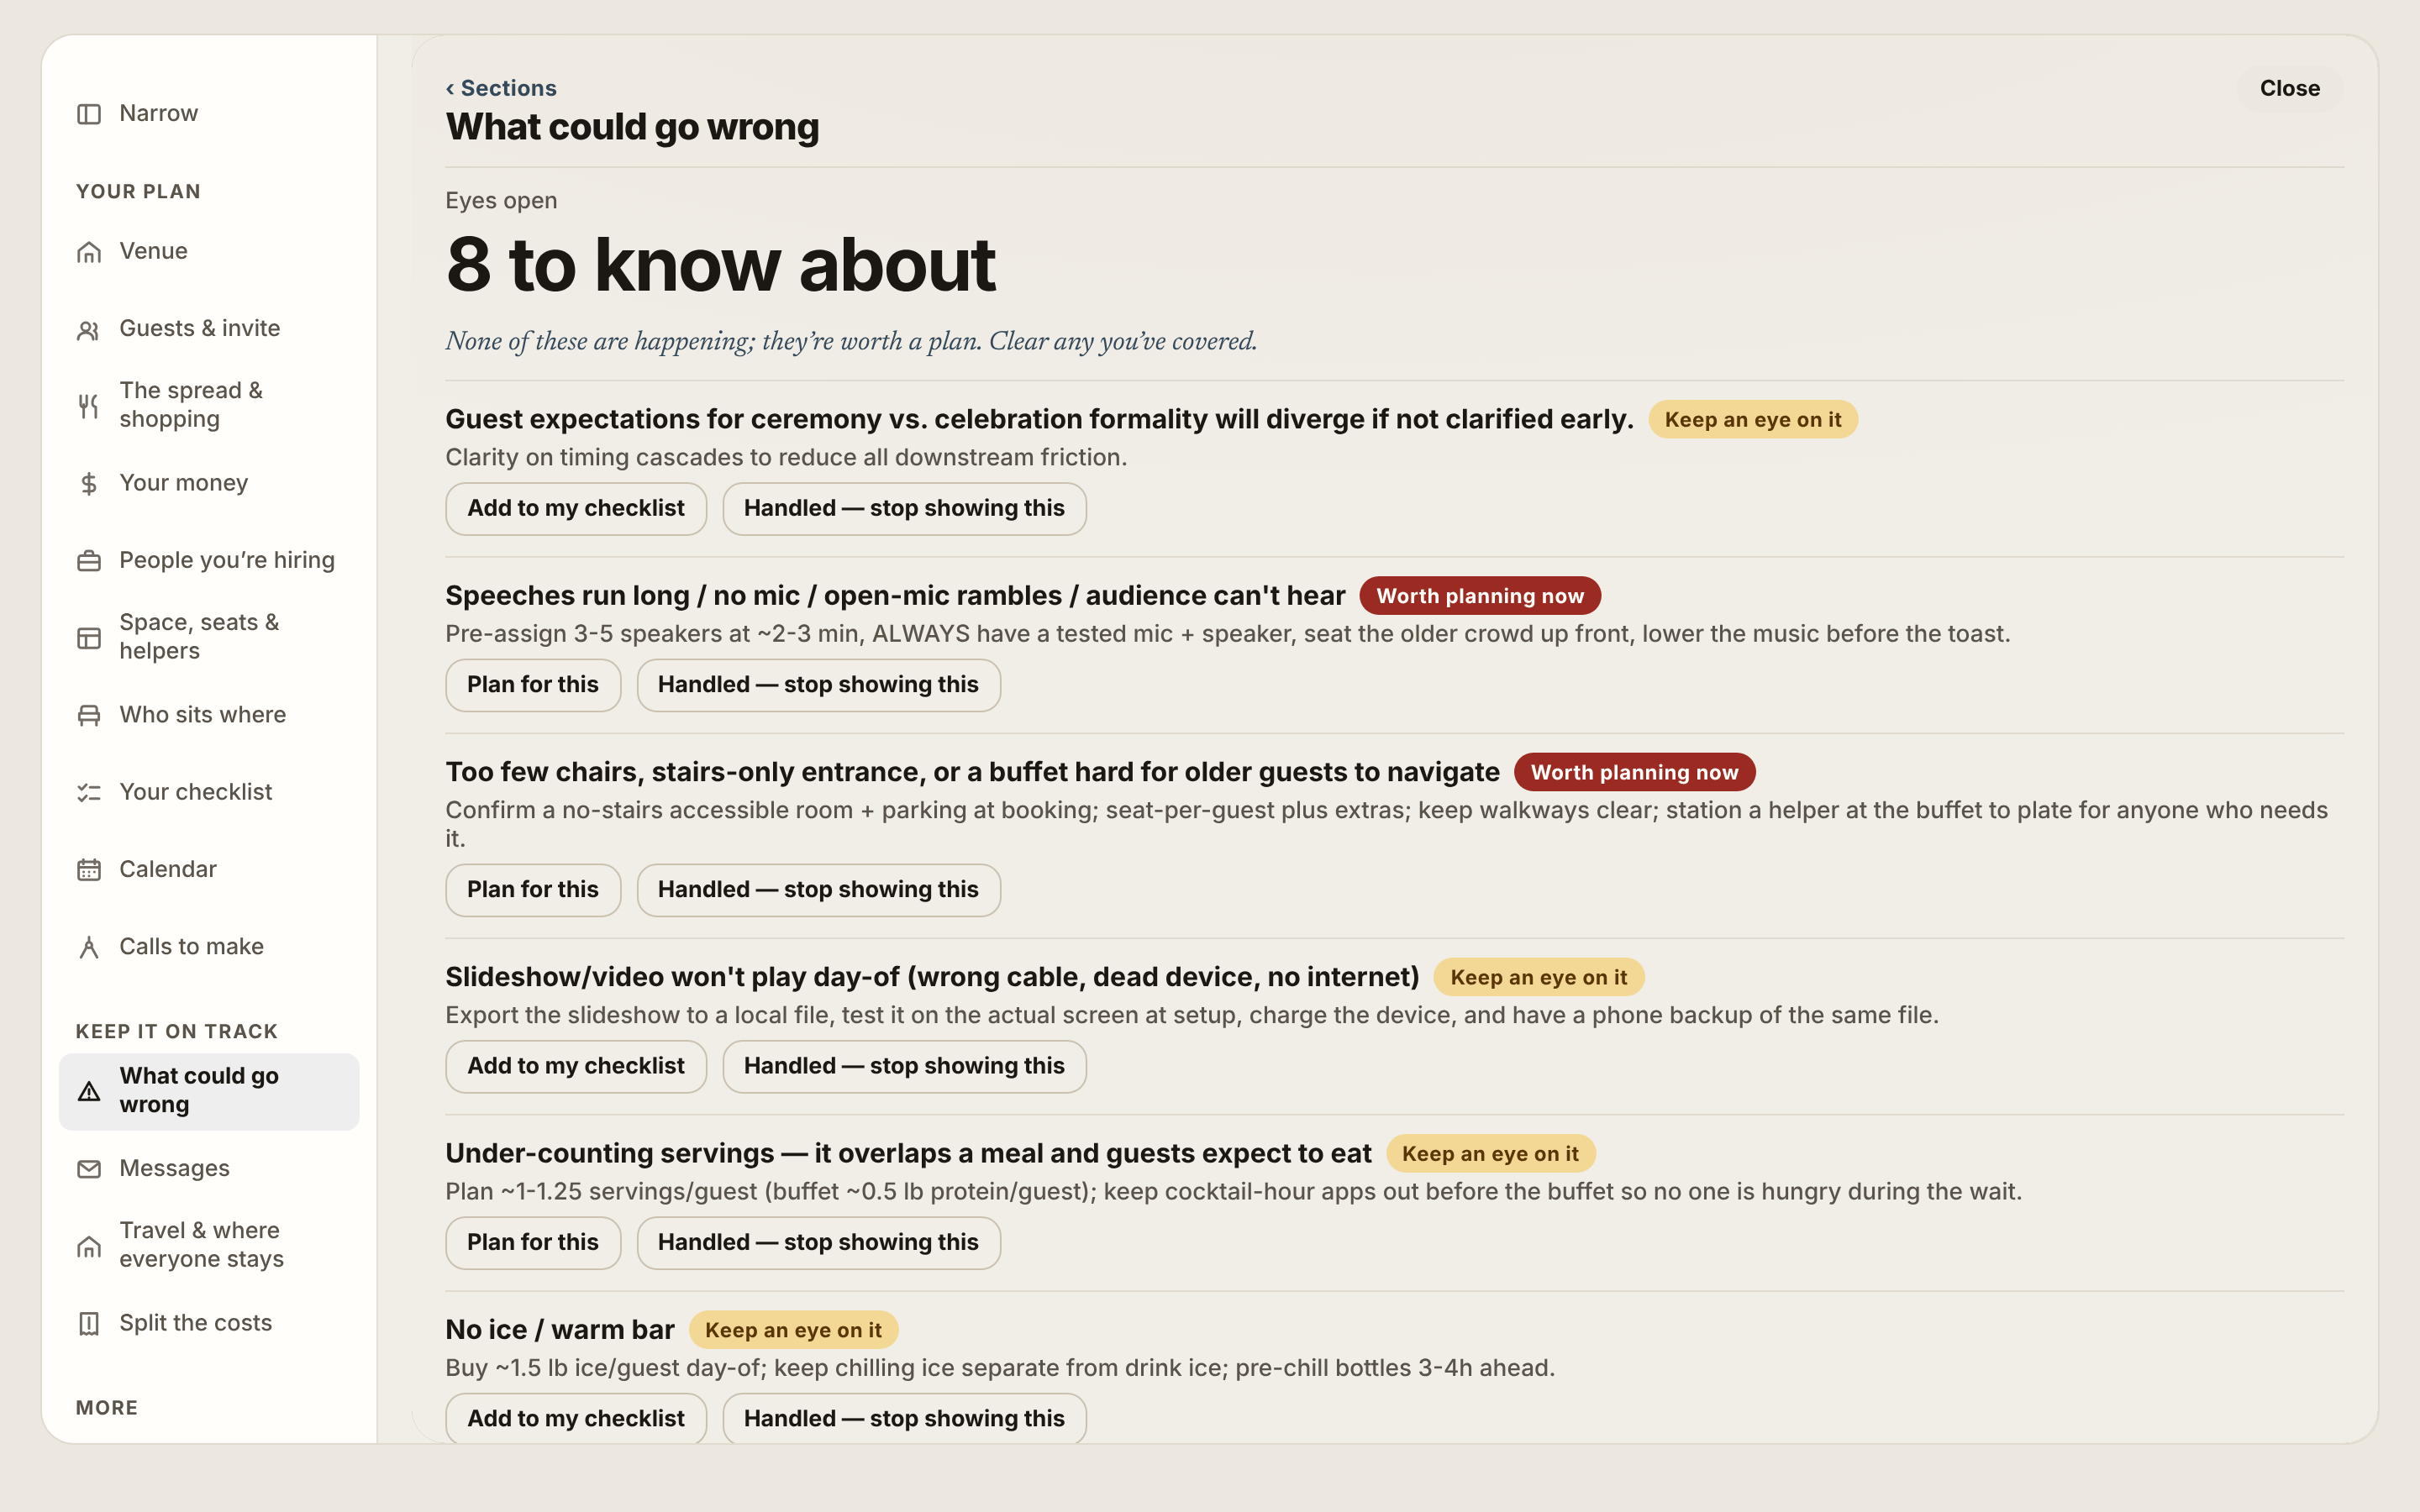 Narrow
YOUR PLAN
Venue
Guests & invite
The spread &
shopping
Your money
People you’re hiring
Space, seats &
helpers
Who sits where
Your checklist
Calendar
Calls to make
KEEP IT ON TRACK
What could go
wrong
Messages
Travel & where
everyone stays
Split the costs
MORE
‹ Sections
Close
What could go wrong
Eyes open
8 to know about
None of these are happening; they’re worth a plan. Clear any you’ve covered.
Guest expectations for ceremony vs. celebration formality will diverge if not clarified early. Keep an eye on it
Clarity on timing cascades to reduce all downstream friction.
Add to my checklist Handled — stop showing this
Speeches run long / no mic / open-mic rambles / audience can't hear Worth planning now
Pre-assign 3-5 speakers at ~2-3 min, ALWAYS have a tested mic + speaker, seat the older crowd up front, lower the music before the toast.
Plan for this Handled — stop showing this
Too few chairs, stairs-only entrance, or a buffet hard for older guests to navigate Worth planning now
Confirm a no-stairs accessible room + parking at booking; seat-per-guest plus extras; keep walkways clear; station a helper at the buffet to plate for anyone who needs
it.
Plan for this Handled — stop showing this
Slideshow/video won't play day-of (wrong cable, dead device, no internet) Keep an eye on it
Export the slideshow to a local file, test it on the actual screen at setup, charge the device, and have a phone backup of the same file.
Add to my checklist Handled — stop showing this
Under-counting servings — it overlaps a meal and guests expect to eat Keep an eye on it
Plan ~1-1.25 servings/guest (buffet ~0.5 lb protein/guest); keep cocktail-hour apps out before the buffet so no one is hungry during the wait.
Plan for this Handled — stop showing this
No ice / warm bar Keep an eye on it
Buy ~1.5 lb ice/guest day-of; keep chilling ice separate from drink ice; pre-chill bottles 3-4h ahead.
Add to my checklist Handled — stop showing this